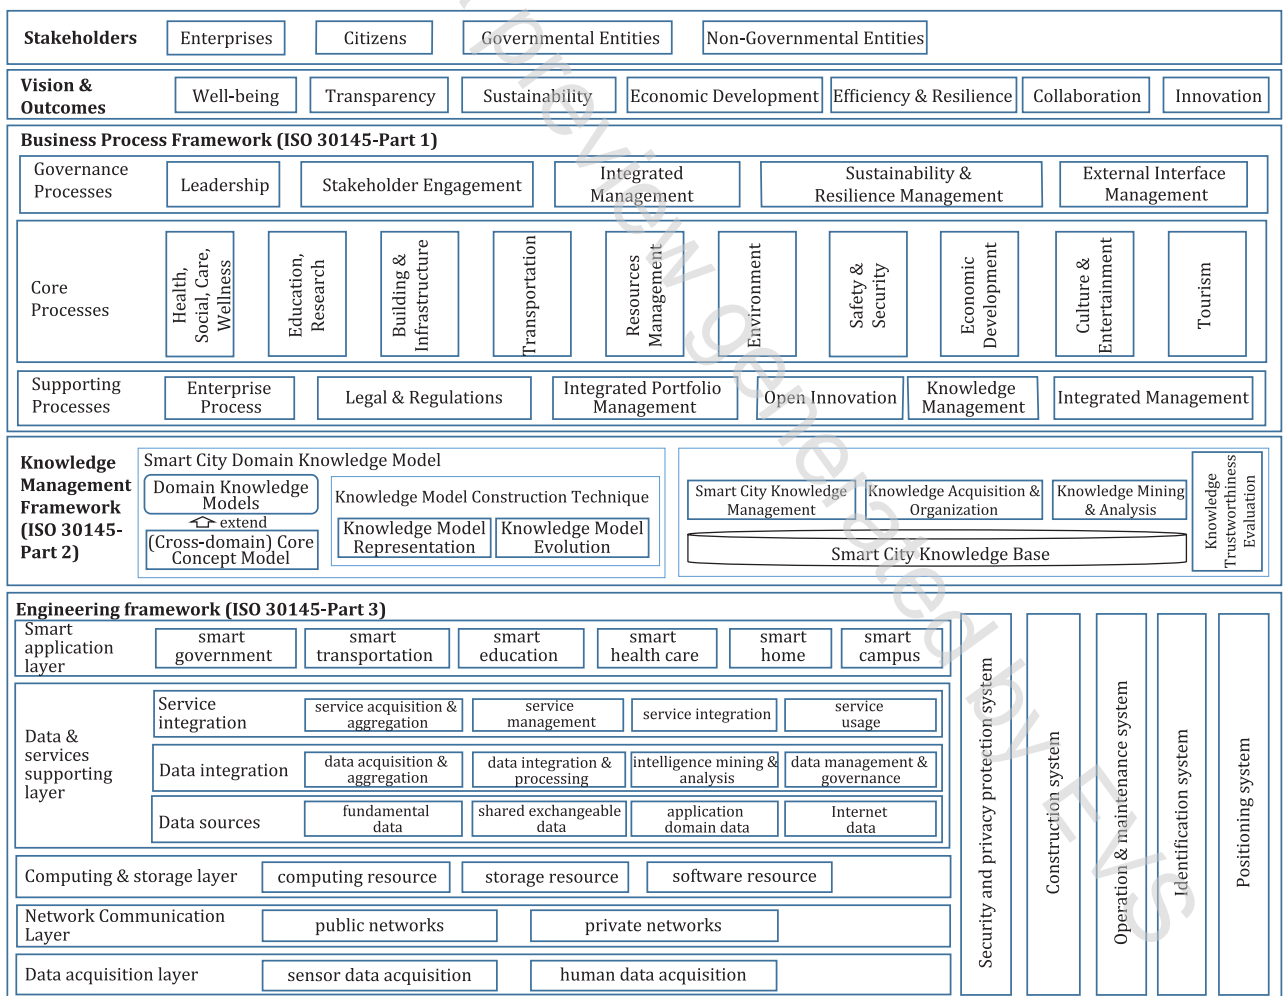 Stakeholders
Enterprises
Citizens
Governmental Entities
Non-Governmental Entities
Vision &
Outcomes
Well-being
Transparency
Sustainability
Economic Development
Efficiency & Resilience
Collaboration
Innovation
Business Process Framework (ISO 30145-Part 1)
Governance
Processes
Leadership
Stakeholder Engagement
Integrated
Management
Sustainability &
Resilience Management
External Interface
Management
Core
Processes
Health,
Social, Care,
Wellness
Education,
Research
Building &
Infrastructure
Transportation
Resources
Management
Environment
Safety &
Security
Economic
Development
Culture &
Entertainment
Tourism
Supporting
Processes
Enterprise
Process
Legal & Regulations
Integrated Portfolio
Management
Open Innovation
Knowledge
Management
Integrated Management
Knowledge
Management
Framework
(ISO 30145-
Part 2)
Smart City Domain Knowledge Model
Domain Knowledge
Models
extend
(Cross-domain) Core
Concept Model
Knowledge Model Construction Technique
Knowledge Model
Representation
Knowledge Model
Evolution
Smart City Knowledge
Management
Knowledge Acquisition &
Organization
Knowledge Mining
& Analysis
Smart City Knowledge Base
Knowledge
Trustworthiness
Evaluation
Engineering framework (ISO 30145-Part 3)
Smart
application
layer
smart
government
smart
transportation
smart
education
smart
health care
smart
home
smart
campus
Data &
services
supporting
layer
Service
integration
service acquisition &
aggregation
service
management
service integration
service
usage
Data integration
data acquisition &
aggregation
data integration &
processing
intelligence mining &
analysis
data management &
governance
Data sources
fundamental
data
shared exchangeable
data
application
domain data
Internet
data
Computing & storage layer
computing resource
storage resource
software resource
Network Communication
Layer
public networks
private networks
Data acquisition layer
sensor data acquisition
human data acquisition
Security and privacy protection system
Construction system
Operation & maintenance system
Identification system
Positioning system
preview generated by EVS